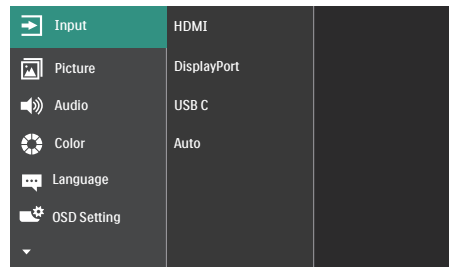 Input
Picture
Audio
Color
Language
OSD Setting
HDMI
DisplayPort
USB C
Auto